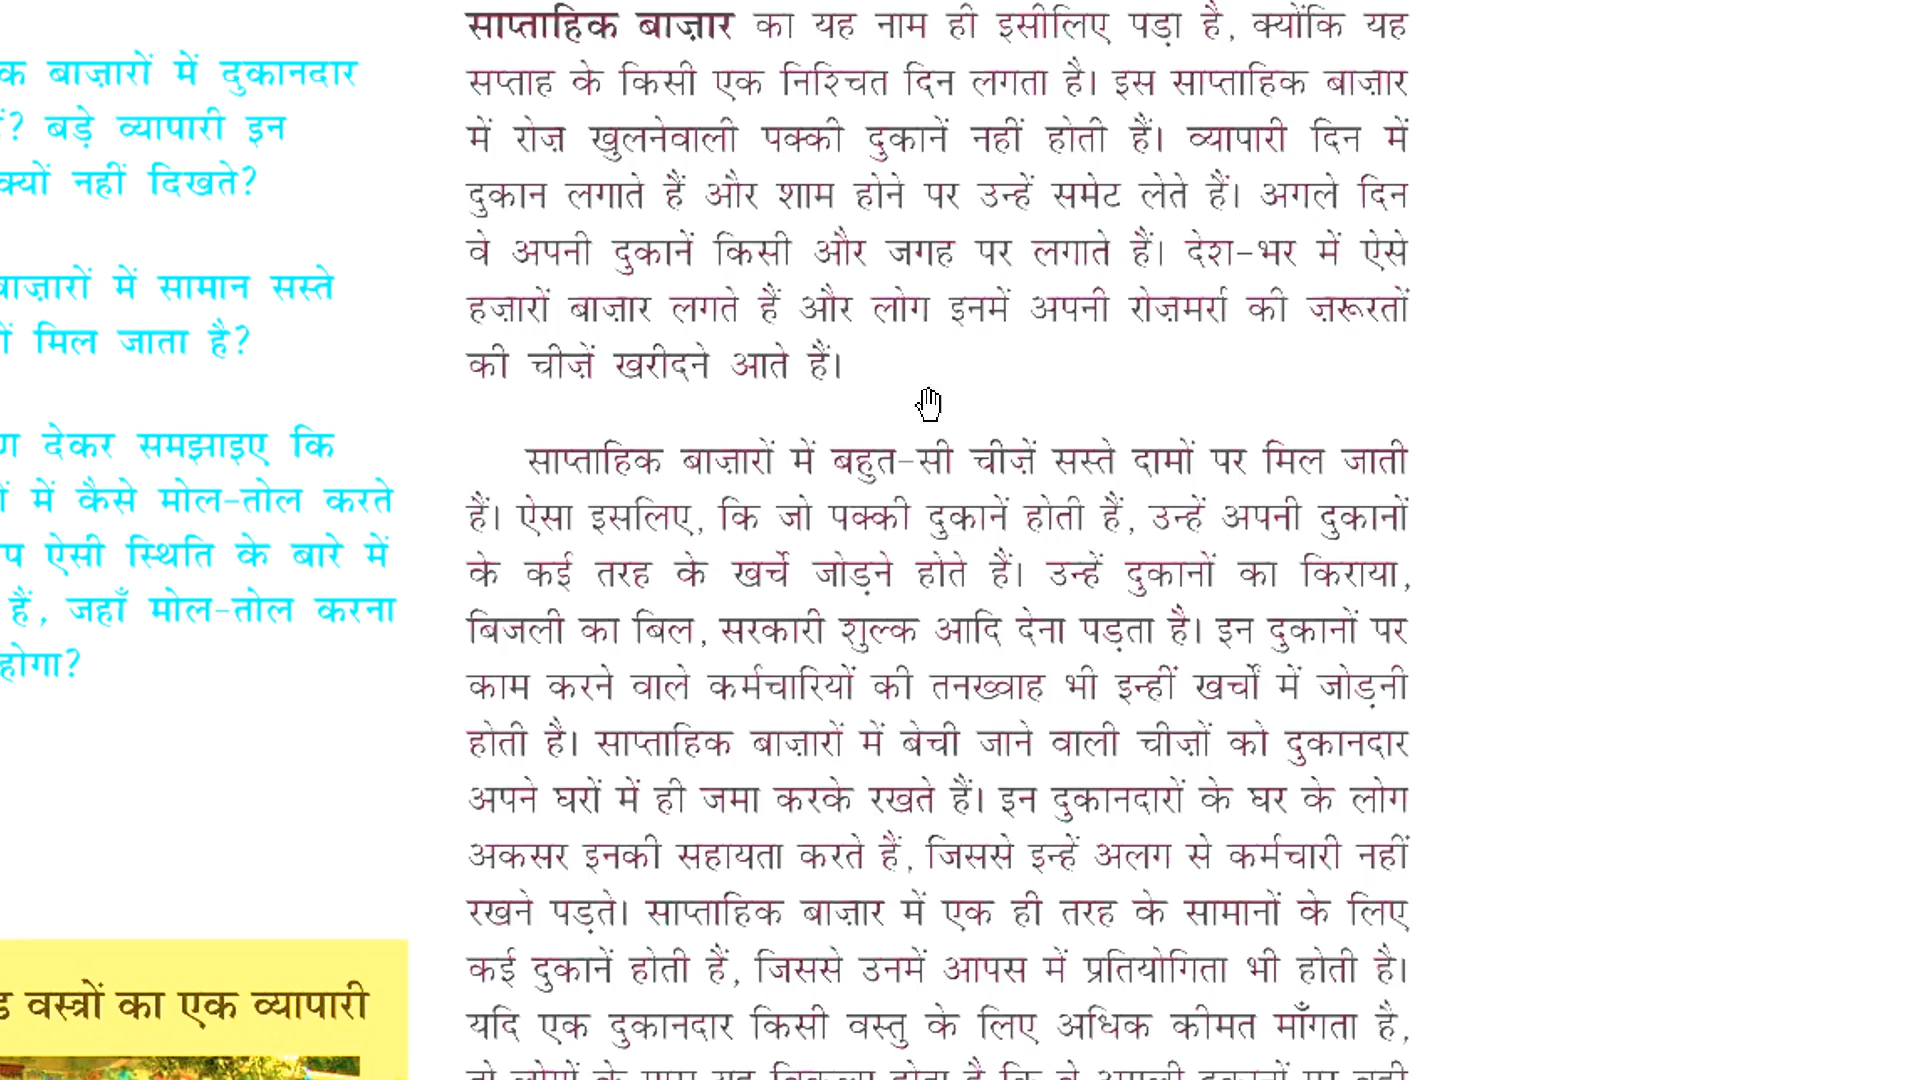 बाज़ारों में दुकानदार
बड़े व्यापारी इन
क्यों नहीं दिखते?
बाज़ारों में सामान सस्ते
मिल जाता है?
देकर समझाइए कि
में कैसे मोल-तोल करते
ऐसी स्थिति के बारे में
हैं, जहाँ मोल-तोल करना
होगा?
वस्त्रों का एक व्यापारी
साप्ताहिक बाज़ार का यह नाम ही इसीलिए पड़ा है, क्योंकि यह
सप्ताह के किसी एक निश्चित दिन लगता है। इस साप्ताहिक बाज़ार
में रोज़ खुलनेवाली पक्की दुकानें नहीं होती हैं। व्यापारी दिन में
दुकान लगाते हैं और शाम होने पर उन्हें समेट लेते हैं। अगले दिन
वे अपनी दुकानें किसी और जगह पर लगाते हैं। देश-भर में ऐसे
हज़ारों बाज़ार लगते हैं और लोग इनमें अपनी रोज़मर्रा की ज़रूरतों
की चीज़ें खरीदने आते हैं।
साप्ताहिक बाज़ारों में बहुत-सी चीज़ें सस्ते दामों पर मिल जाती
हैं। ऐसा इसलिए, कि जो पक्की दुकानें होती हैं, उन्हें अपनी दुकानों
के कई तरह के खर्चे जोड़ने होते हैं। उन्हें दुकानों का किराया,
बिजली का बिल, सरकारी शुल्क आदि देना पड़ता है। इन दुकानों पर
काम करने वाले कर्मचारियों की तनख्वाह भी इन्हीं खर्चों में जोड़नी
होती है। साप्ताहिक बाज़ारों में बेची जाने वाली चीज़ों को दुकानदार
अपने घरों में ही जमा करके रखते हैं। इन दुकानदारों के घर के लोग
अकसर इनकी सहायता करते हैं, जिससे इन्हें अलग से कर्मचारी नहीं
रखने पड़ते। साप्ताहिक बाज़ार में एक ही तरह के सामानों के लिए
कई दुकानें होती हैं, जिससे उनमें आपस में प्रतियोगिता भी होती है।
यदि एक दुकानदार किसी वस्तु के लिए अधिक कीमत माँगता है,